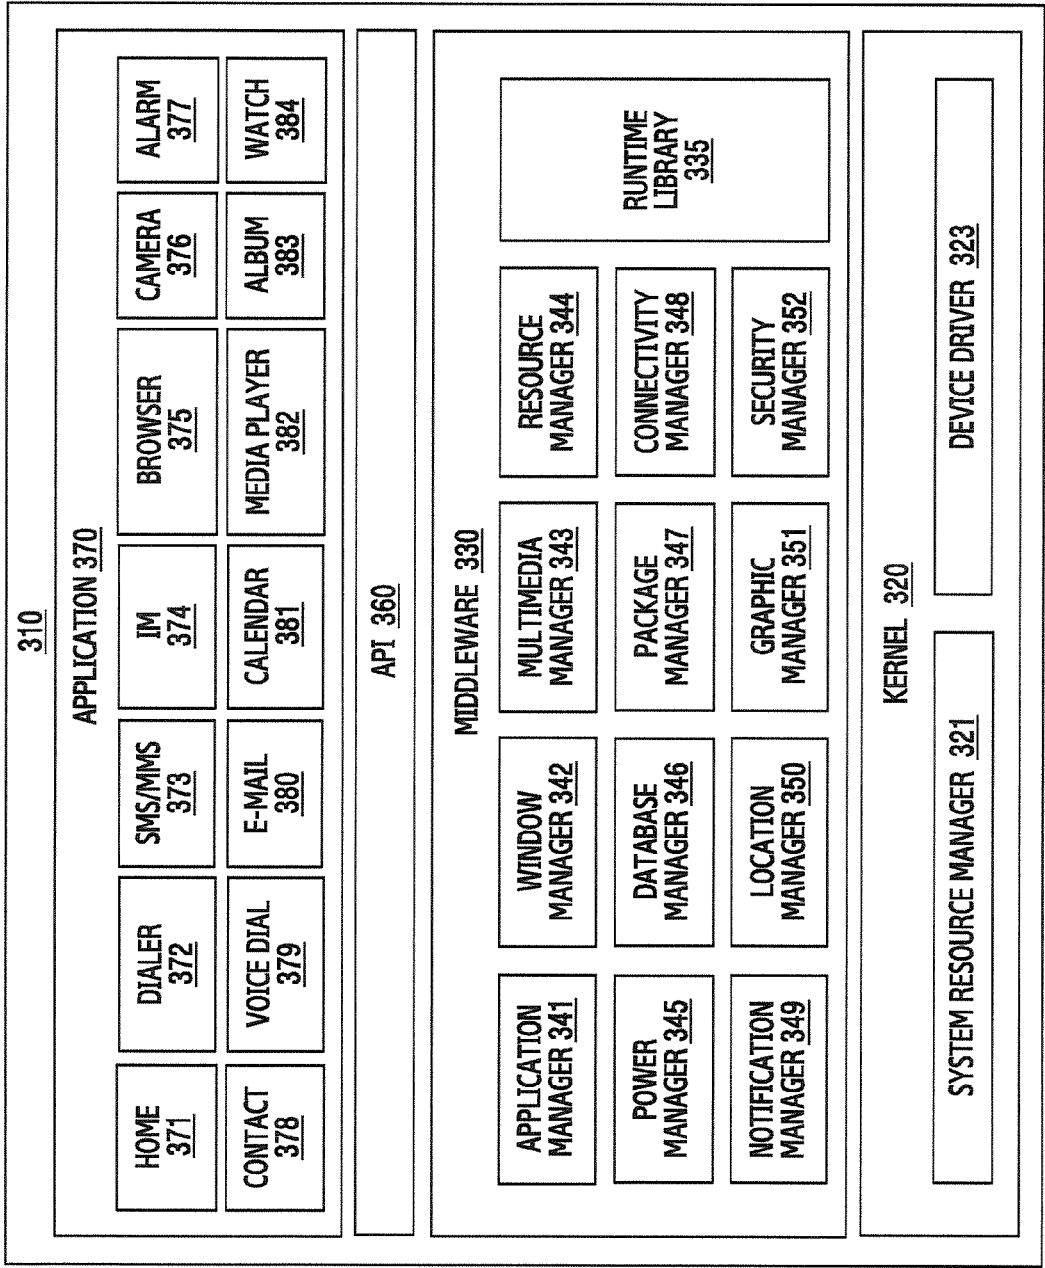 310
APPLICATION 370
HOME
371
DIALER
372
SMS/MMS
373
IM
374
BROWSER
375
CAMERA
376
ALARM
377
CONTACT
378
VOICE DIAL
379
E-MAIL
380
CALENDAR
381
MEDIA PLAYER
382
ALBUM
383
WATCH
384
API 360
MIDDLEWARE 330
APPLICATION
MANAGER 341
WINDOW
MANAGER 342
MULTIMEDIA
MANAGER 343
RESOURCE
MANAGER 344
POWER
MANAGER 345
DATABASE
MANAGER 346
PACKAGE
MANAGER 347
CONNECTIVITY
MANAGER 348
NOTIFICATION
MANAGER 349
LOCATION
MANAGER 350
GRAPHIC
MANAGER 351
SECURITY
MANAGER 352
RUNTIME
LIBRARY
335
KERNEL 320
SYSTEM RESOURCE MANAGER 321
DEVICE DRIVER 323